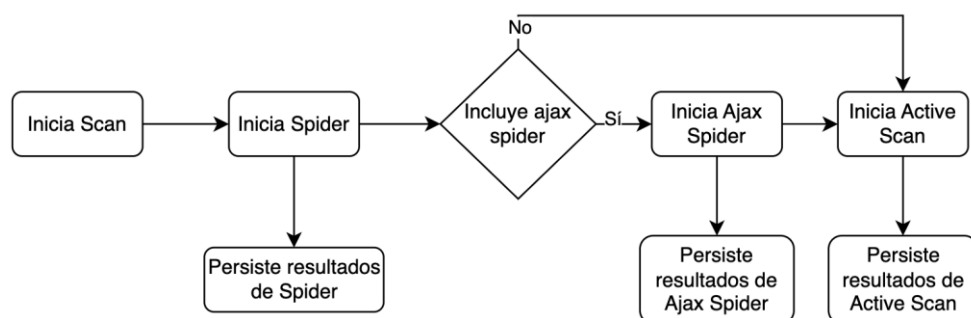 No
Inicia Scan
Inicia Spider
Incluye ajax
spider
Sí
Inicia Ajax
Spider
Inicia Active
Scan
Persiste resultados
de Spider
Persiste
resultados de
Ajax Spider
Persiste
resultados de
Active Scan